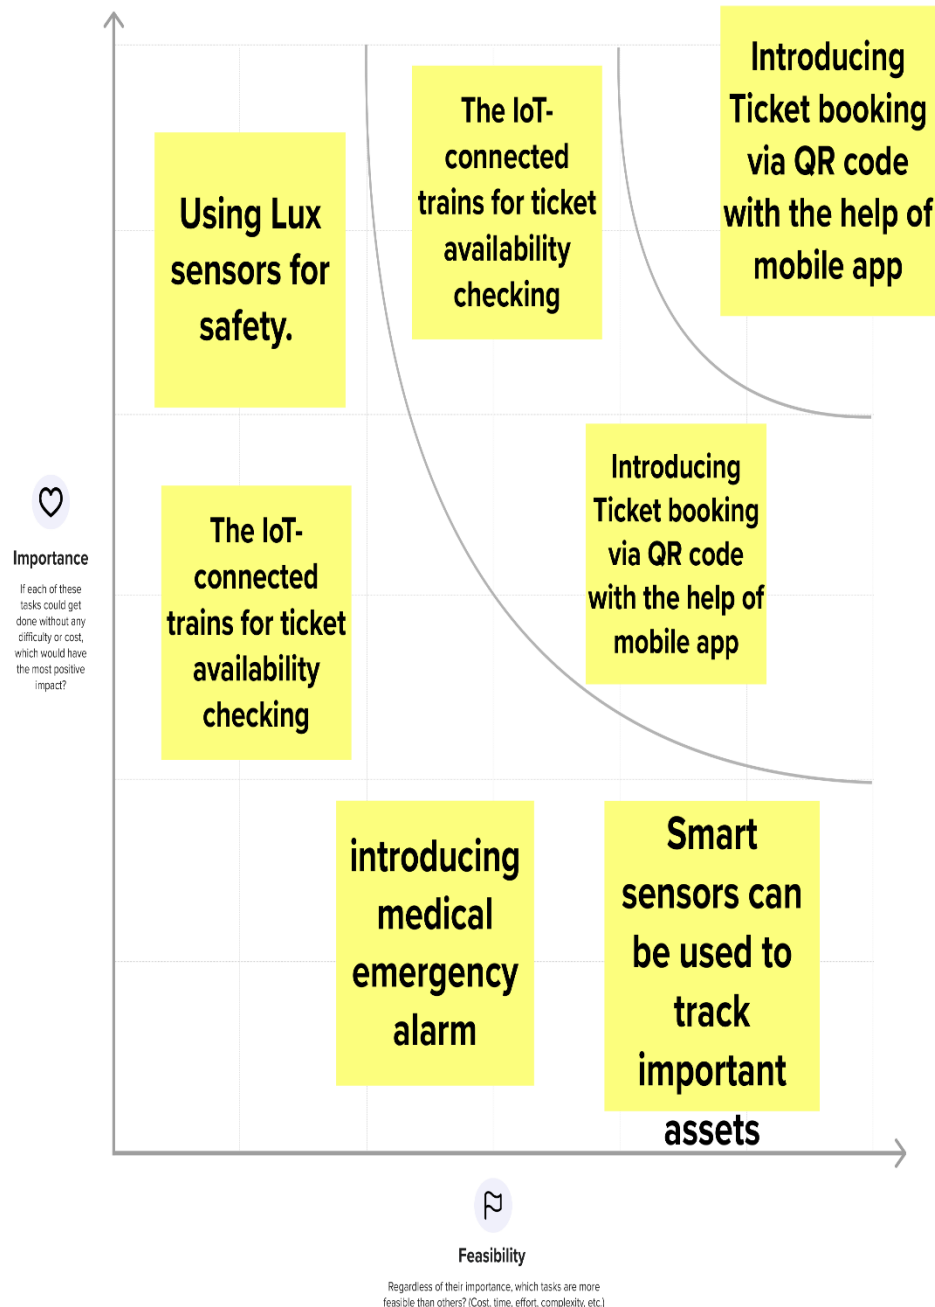 Introducing
Ticket booking
via QR code
with the help of
mobile app
The IoT-
connected
trains for ticket
availability
checking
Using Lux
sensors for
safety.
Introducing
Ticket booking
via QR code
with the help of
mobile app
The IoT-
connected
trains for ticket
availability
checking
Importance
If each of these
tasks could get
done without any
difficulty or cost,
which would have
the most positive
impact?
introducing
medical
emergency
alarm
Smart
sensors can
be used to
track
important
assets
Feasibility
Regardless of their importance, which tasks are more
feasible than others? (Cost, time, effort, complexity, etc.)